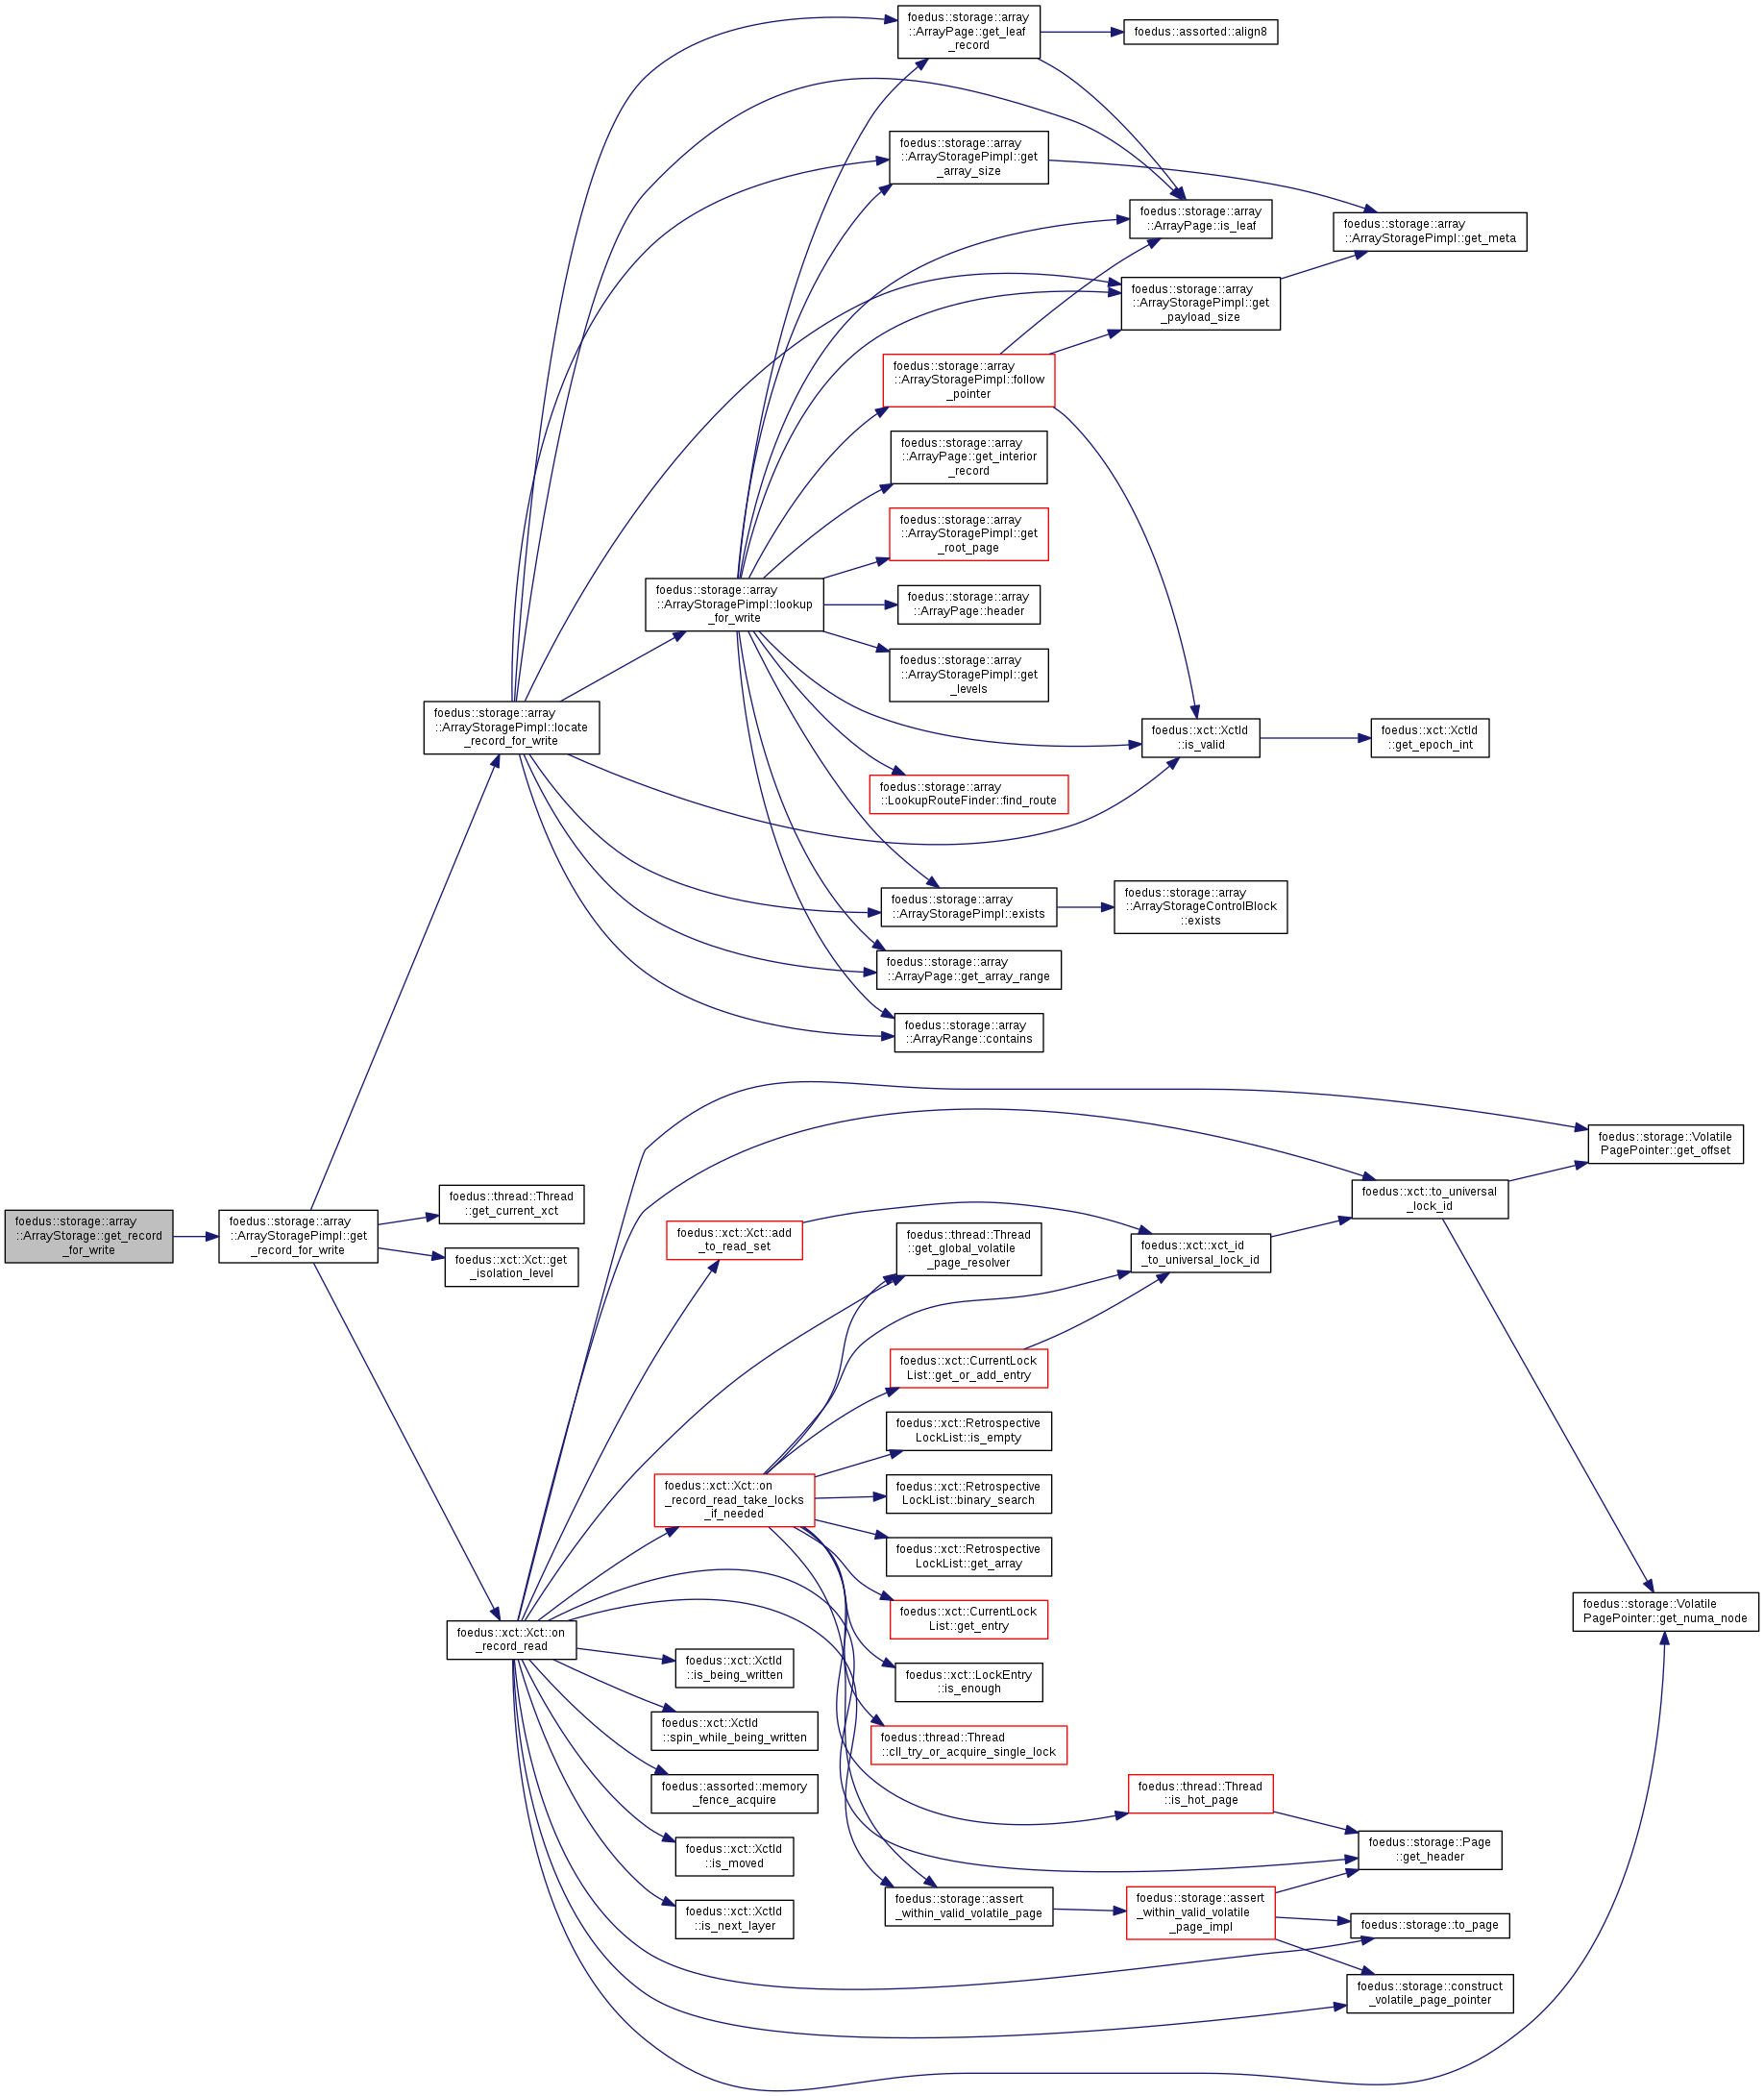 foedus::storage::array
::ArrayPage::get_leaf
_record
foedus::assorted::align8
foedus::storage::array
::ArrayStoragePimpl::get
_array_size
foedus::storage::array
::ArrayPage::is_leaf
foedus::storage::array
::ArrayStoragePimpl::get_meta
foedus::storage::array
::ArrayStoragePimpl::get
_payload_size
foedus::storage::array
::ArrayStoragePimpl::follow
_pointer
foedus::storage::array
::ArrayPage::get_interior
_record
foedus::storage::array
::ArrayStoragePimpl::get
_root_page
foedus::storage::array
::ArrayStoragePimpl::lookup
_for_write
foedus::storage::array
::ArrayPage::header
foedus::storage::array
::ArrayStoragePimpl::get
_levels
foedus::storage::array
::ArrayStoragePimpl::locate
_record_for_write
foedus::xct::XctId
::is_valid
foedus::xct::XctId
::get_epoch_int
foedus::storage::array
::LookupRouteFinder::find_route
foedus::storage::array
::ArrayStoragePimpl::exists
foedus::storage::array
::ArrayStorageControlBlock
::exists
foedus::storage::array
::ArrayPage::get_array_range
foedus::storage::array
::ArrayRange::contains
foedus::storage::Volatile
PagePointer::get_offset
foedus::storage::array
::ArrayStorage::get_record
_for_write
foedus::storage::array
::ArrayStoragePimpl::get
_record_for_write
foedus::thread::Thread
::get_current_xct
foedus::xct::Xct::get
_isolation_level
foedus::xct::to_universal
_lock_id
foedus::xct::Xct::add
_to_read_set
foedus::thread::Thread
::get_global_volatile
_page_resolver
foedus::xct::xct_id
_to_universal_lock_id
foedus::xct::CurrentLock
List::get_or_add_entry
foedus::xct::Retrospective
LockList::is_empty
foedus::xct::Xct::on
_record_read_take_locks
_if_needed
foedus::xct::Retrospective
LockList::binary_search
foedus::xct::Retrospective
LockList::get_array
foedus::xct::CurrentLock
List::get_entry
foedus::storage::Volatile
PagePointer::get_numa_node
foedus::xct::Xct::on
_record_read
foedus::xct::XctId
::is_being_written
foedus::xct::LockEntry
::is_enough
foedus::xct::XctId
::spin_while_being_written
foedus::thread::Thread
::cll_try_or_acquire_single_lock
foedus::assorted::memory
_fence_acquire
foedus::thread::Thread
::is_hot_page
foedus::xct::XctId
::is_moved
foedus::storage::Page
::get_header
foedus::xct::XctId
::is_next_layer
foedus::storage::assert
_within_valid_volatile_page
foedus::storage::assert
_within_valid_volatile
_page_impl
foedus::storage::to_page
foedus::storage::construct
_volatile_page_pointer